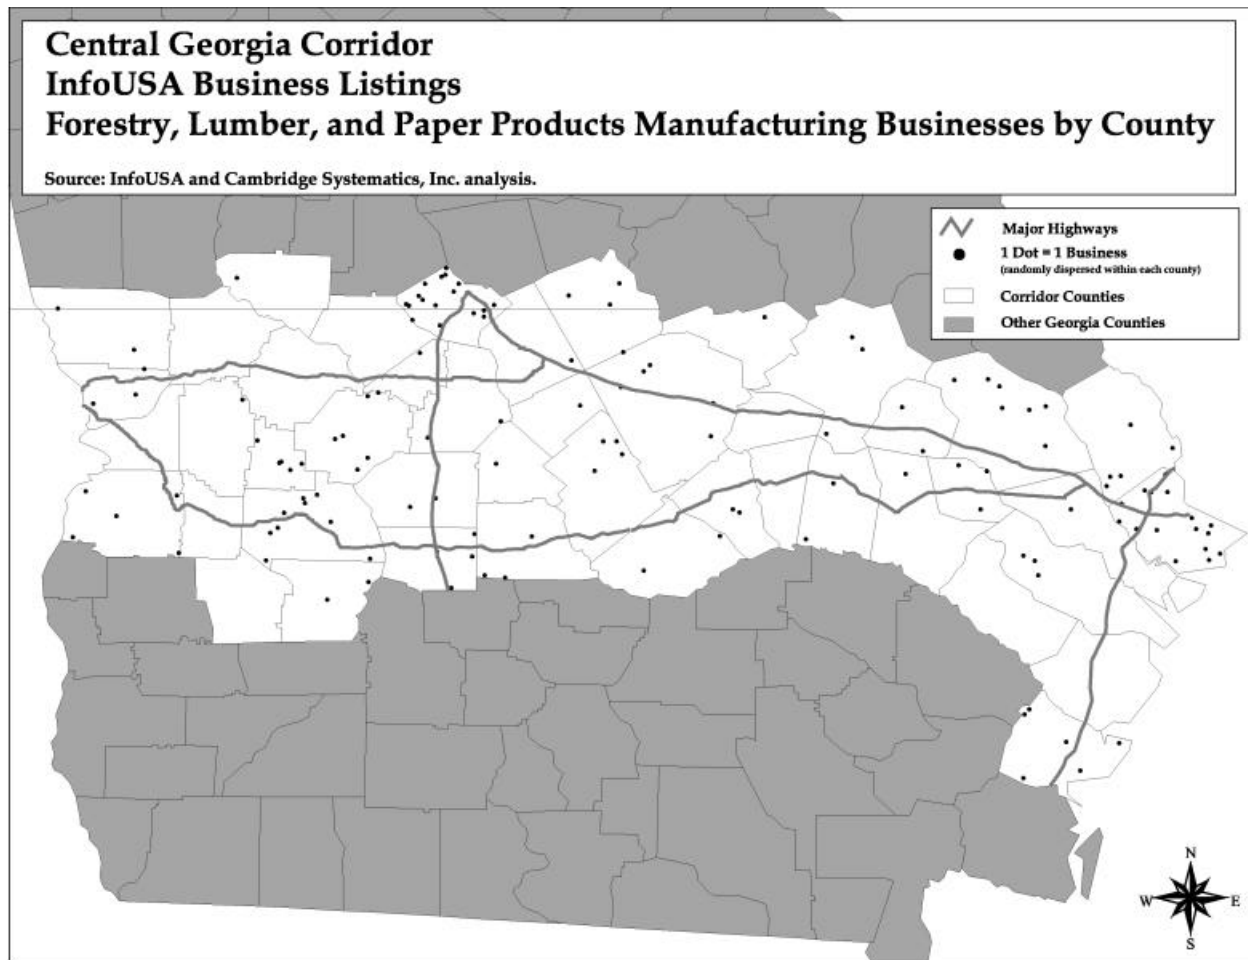 Central Georgia Corridor
InfoUSA Business Listings
Forestry, Lumber, and Paper Products Manufacturing Businesses by County
Source: InfoUSA and Cambridge Systematics, Inc. analysis.
Major Highways
1 Dot = 1 Business
(randomly dispersed within each county)
Corridor Counties
Other Georgia Counties
N
W E
S